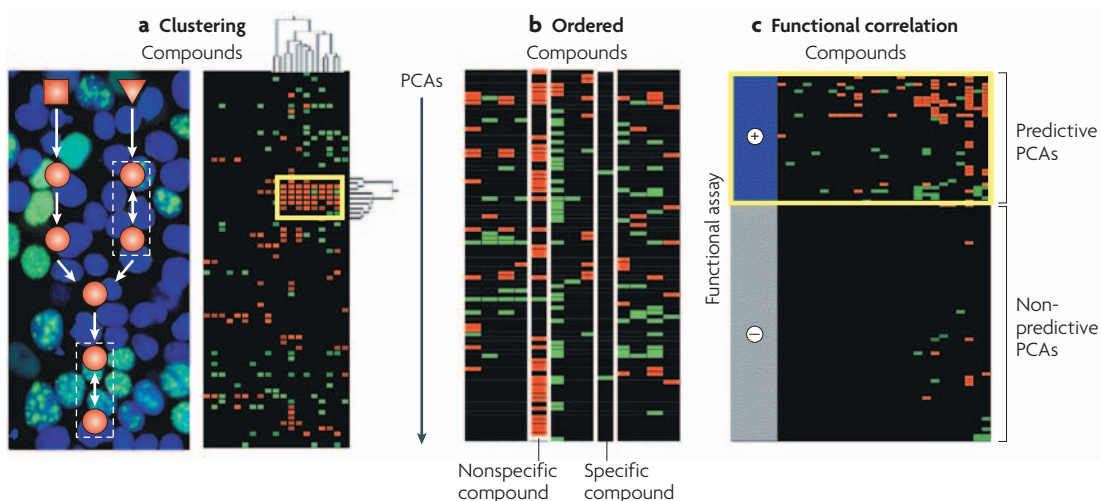 a Clustering
Compounds
b Ordered
Compounds
c Functional correlation
Compounds
PCAs
Functional assay
+
−
Predictive
PCAs
Non-
predictive
PCAs
Nonspecific
compound
Specific
compound